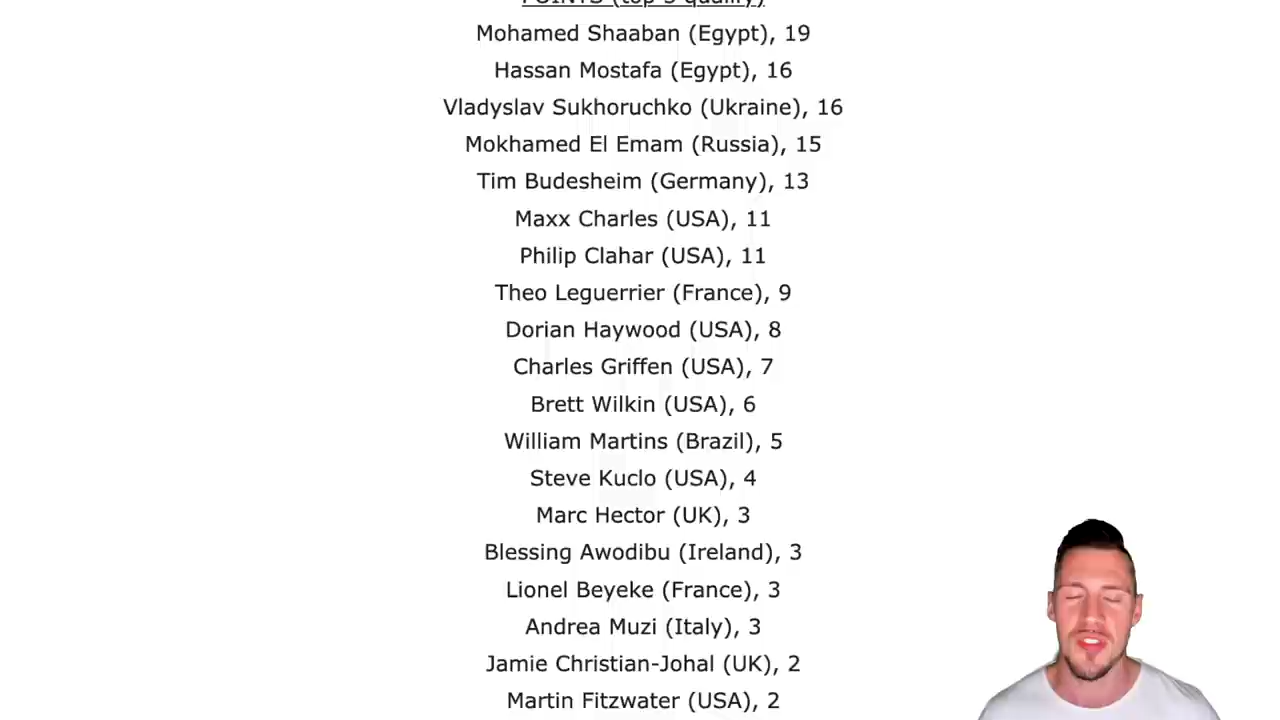 POINTS (top 5 qualify)
Mohamed Shaaban (Egypt), 19
Hassan Mostafa (Egypt), 16
Vladyslav Sukhoruchko (Ukraine), 16
Mokhamed El Emam (Russia), 15
Tim Budesheim (Germany), 13
Maxx Charles (USA), 11
Philip Clahar (USA), 11
Theo Leguerrier (France), 9
Dorian Haywood (USA), 8
Charles Griffen (USA), 7
Brett Wilkin (USA), 6
William Martins (Brazil), 5
Steve Kuclo (USA), 4
Marc Hector (UK), 3
Blessing Awodibu (Ireland), 3
Lionel Beyeke (France), 3
Andrea Muzi (Italy), 3
Jamie Christian-Johal (UK), 2
Martin Fitzwater (USA), 2